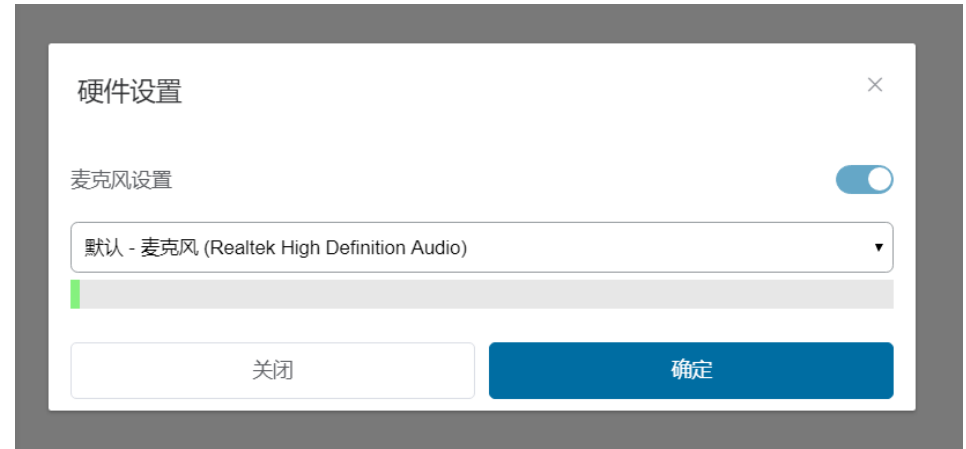 硬件设置
麦克风设置
默认 - 麦克风 (Realtek High Definition Audio)
关闭
确定